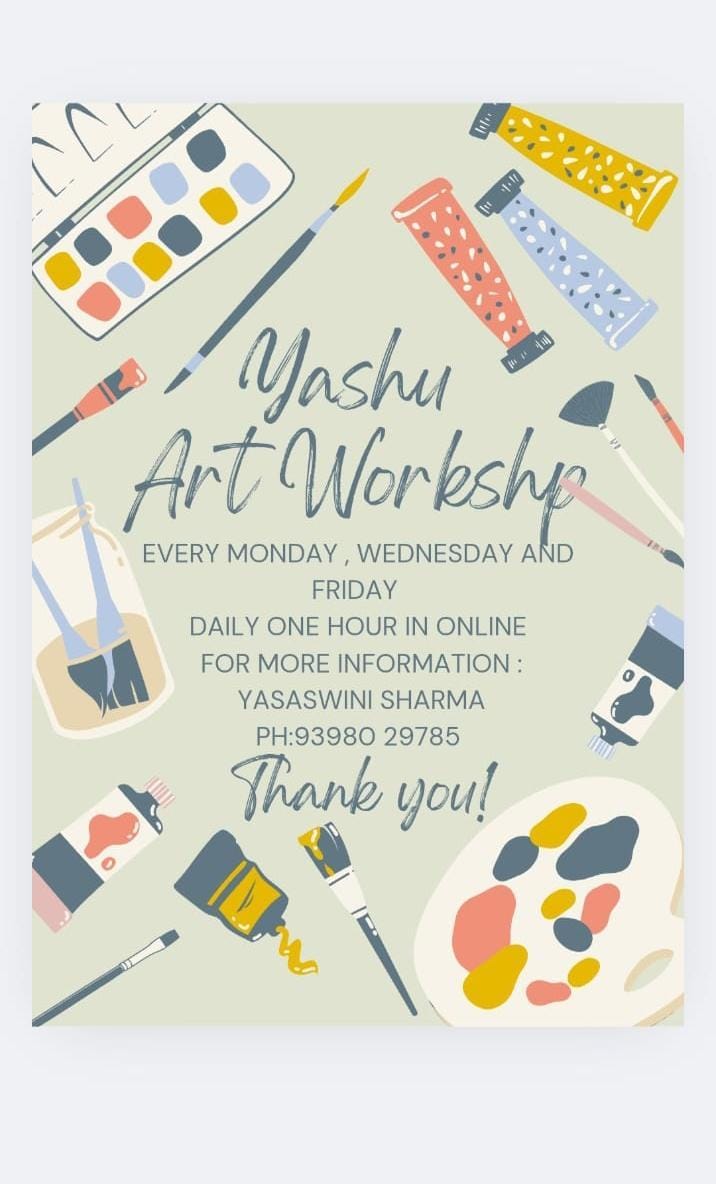 Yashu
Art Workshp
EVERY MONDAY , WEDNESDAY AND
FRIDAY
DAILY ONE HOUR IN ONLINE
FOR MORE INFORMATION :
YASASWINI SHARMA
PH:93980 29785
Thank you!